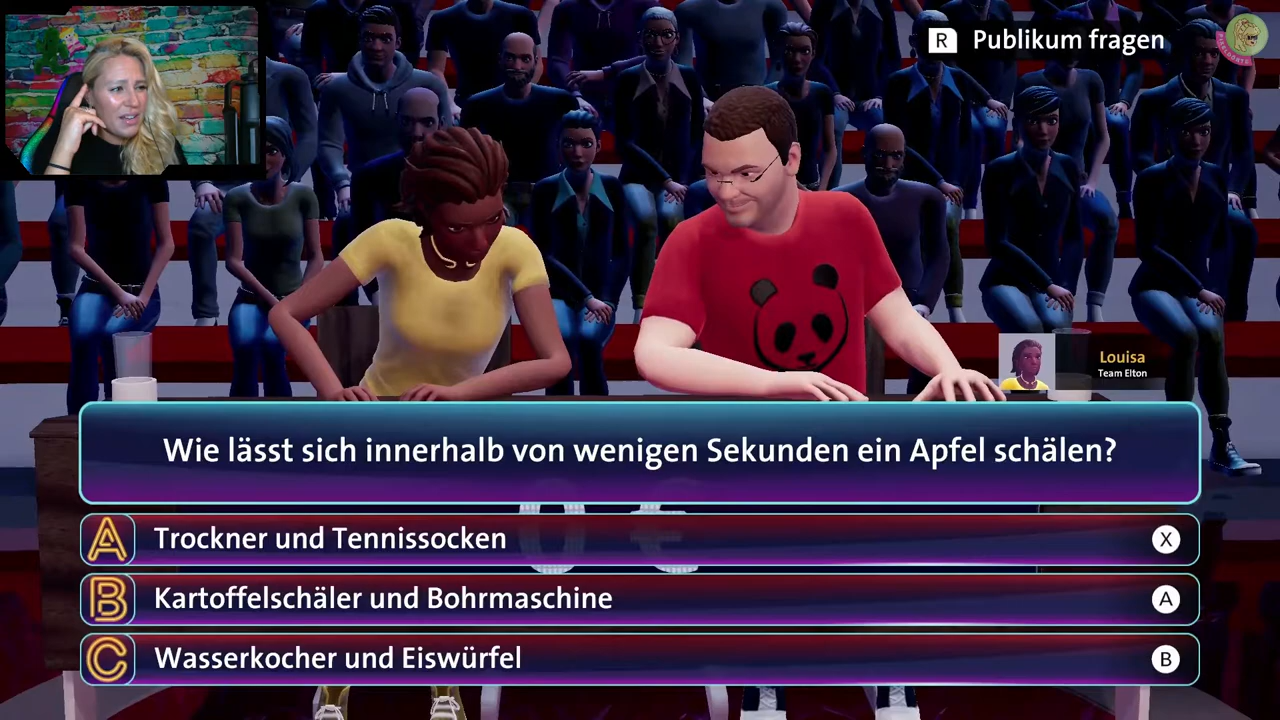 R Publikum fragen
Louisa
Team Elton
Wie lässt sich innerhalb von wenigen Sekunden ein Apfel schälen?
A Trockner und Tennissocken X
B Kartoffelschäler und Bohrmaschine A
C Wasserkocher und Eiswürfel B